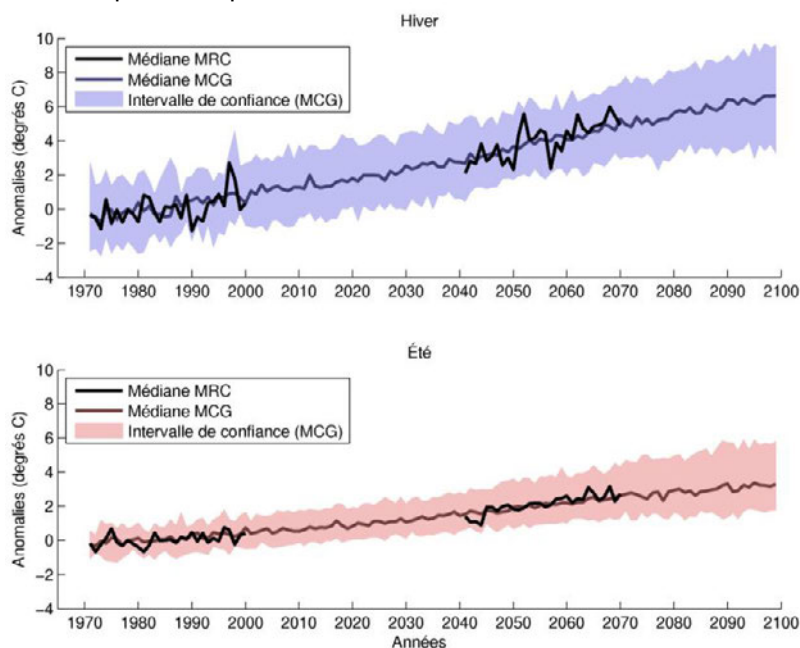 Hiver
10
8
6
4
2
0
−2
−4
Anomalies (degrés C)
Médiane MRC
Médiane MCG
Intervalle de confiance (MCG)
1970 1980 1990 2000 2010 2020 2030 2040 2050 2060 2070 2080 2090 2100
Été
10
8
6
4
2
0
−2
−4
Anomalies (degrés C)
Médiane MRC
Médiane MCG
Intervalle de confiance (MCG)
1970 1980 1990 2000 2010 2020 2030 2040 2050 2060 2070 2080 2090 2100
Années